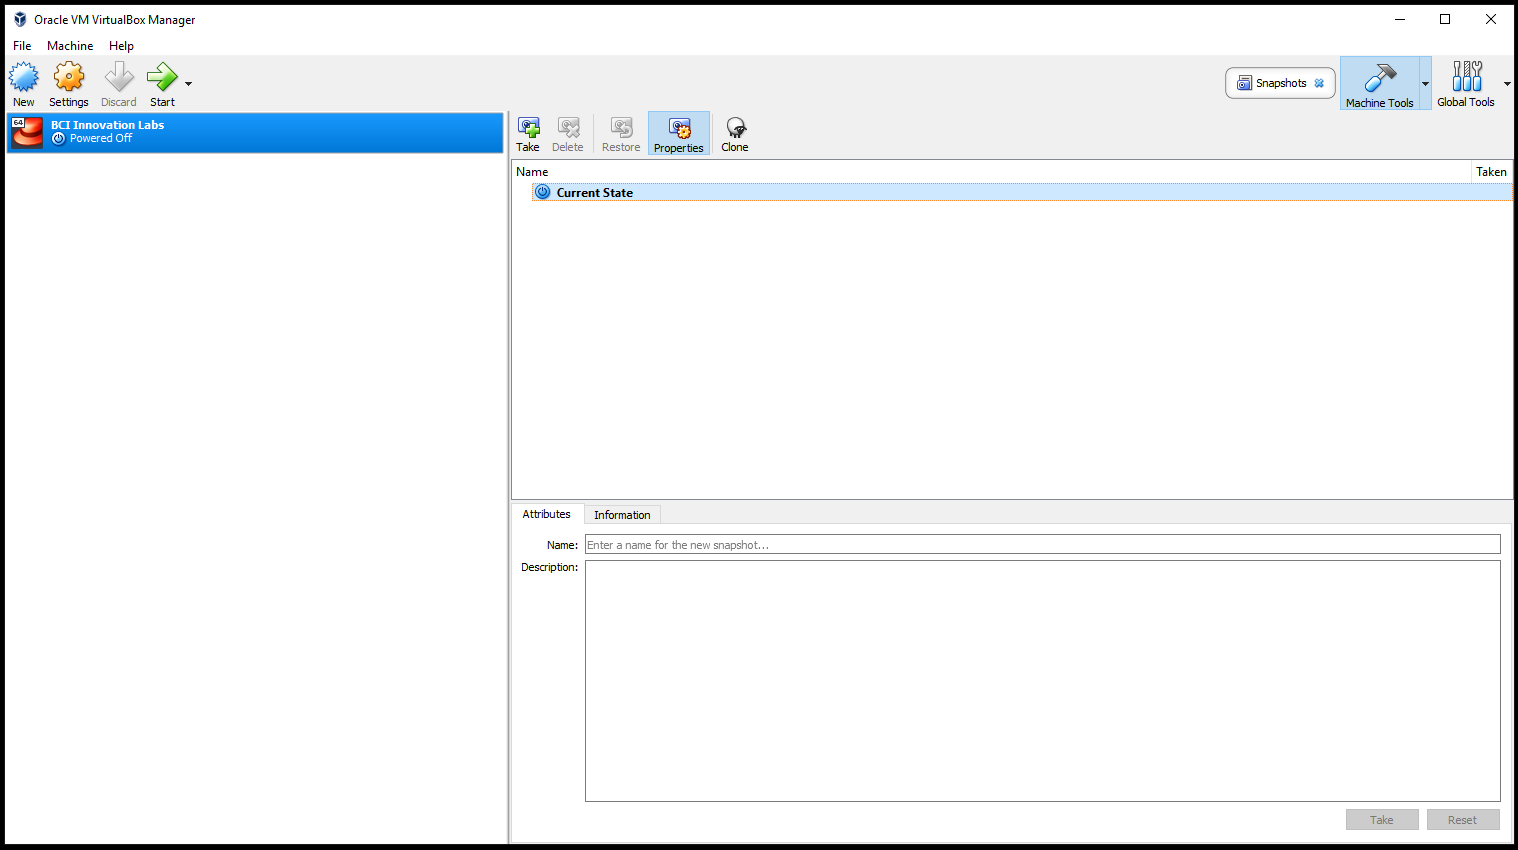 Oracle VM VirtualBox Manager
File Machine Help
New Settings Discard Start
Snapshots Machine Tools Global Tools
64 BCI Innovation Labs
Powered Off
Take Delete Restore Properties Clone
Name Taken
Current State
Attributes Information
Name: Enter a name for the new snapshot...
Description:
Take Reset